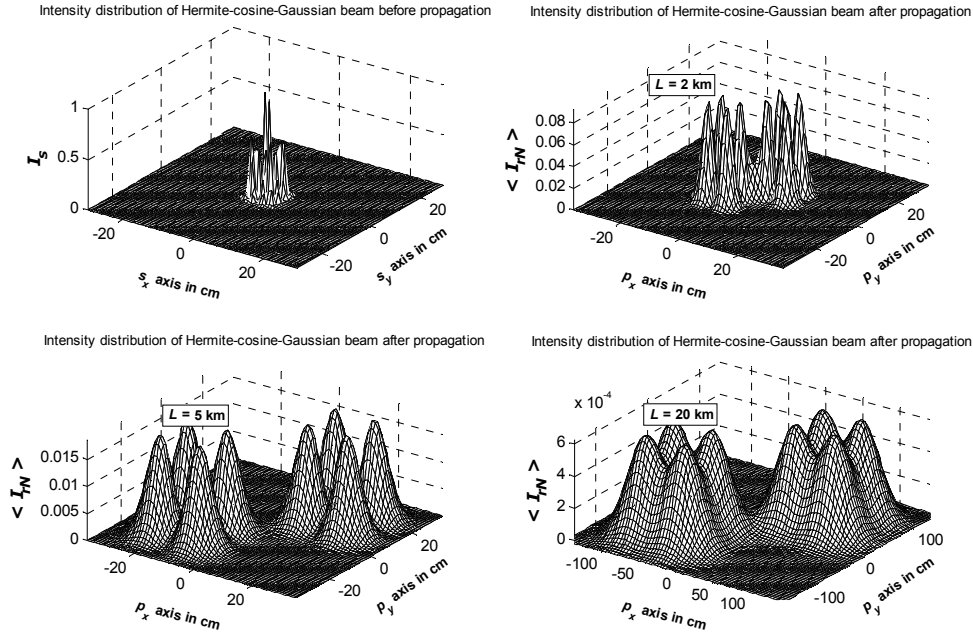 Intensity distribution of Hermite-cosine-Gaussian beam before propagation
1
0.5
0
I_s
-20
0
20
s_x axis in cm
-20
0
20
s_y axis in cm
Intensity distribution of Hermite-cosine-Gaussian beam after propagation
L = 2 km
0.08
0.06
0.04
0.02
0
< I_rN >
-20
0
20
p_x axis in cm
-20
0
20
p_y axis in cm
Intensity distribution of Hermite-cosine-Gaussian beam after propagation
L = 5 km
0.015
0.01
0.005
0
< I_rN >
-20
0
20
p_x axis in cm
-20
0
20
p_y axis in cm
Intensity distribution of Hermite-cosine-Gaussian beam after propagation
x 10^-4
L = 20 km
6
4
2
0
< I_rN >
-100
-50
0
50
100
p_x axis in cm
-100
0
100
p_y axis in cm